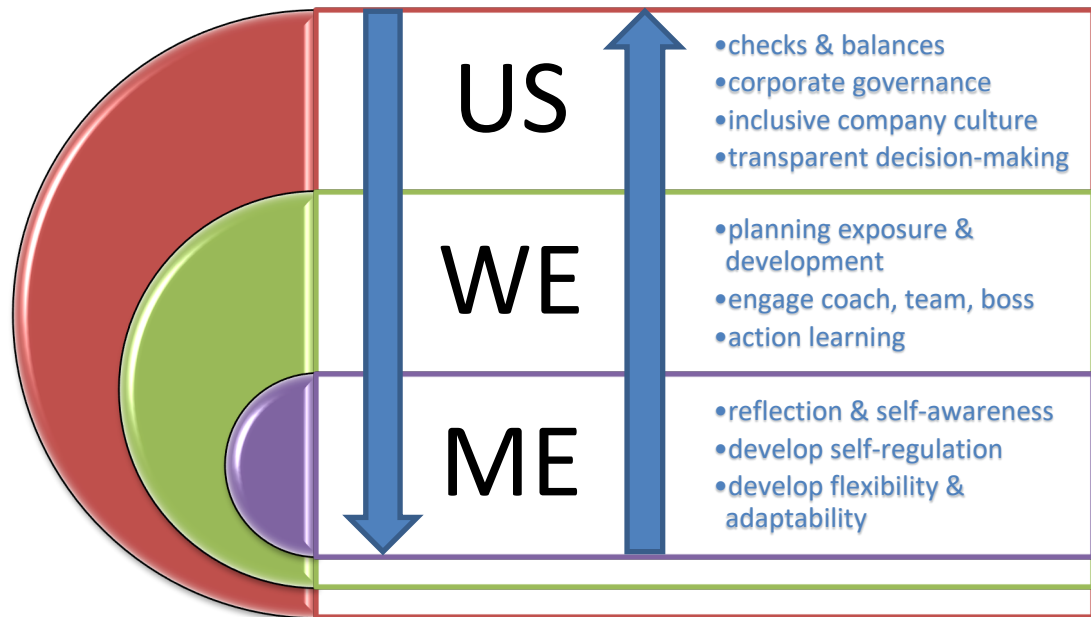 US
•checks & balances
•corporate governance
•inclusive company culture
•transparent decision-making
WE
•planning exposure &
development
•engage coach, team, boss
•action learning
ME
•reflection & self-awareness
•develop self-regulation
•develop flexibility &
adaptability